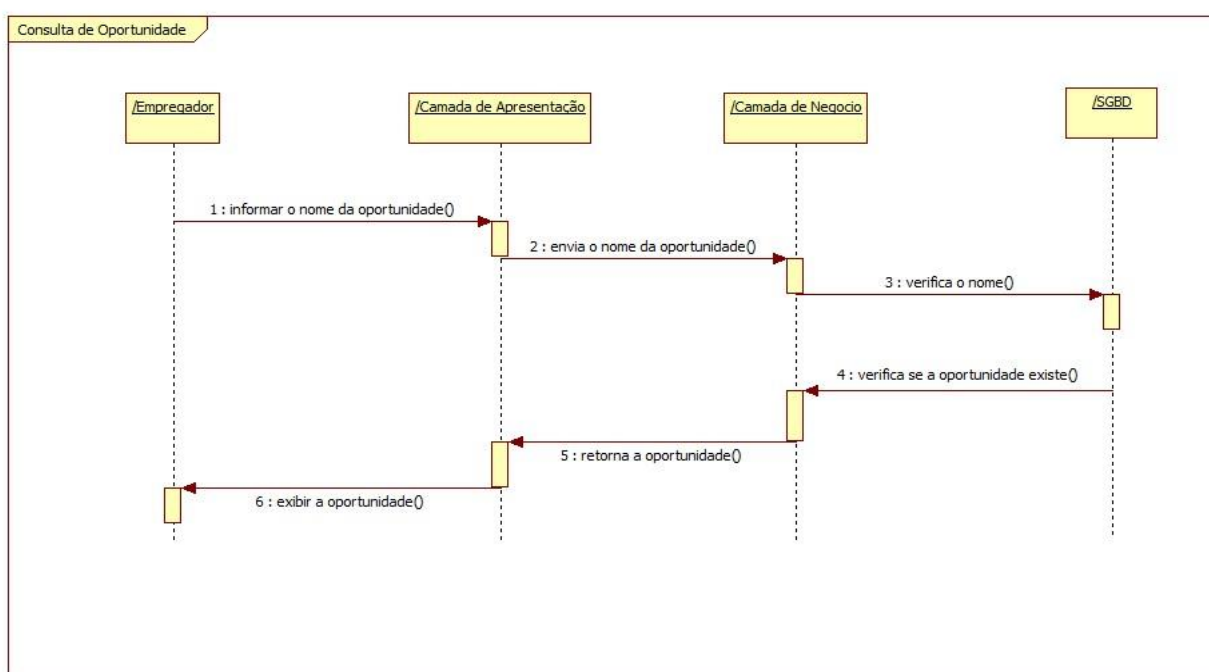 Consulta de Oportunidade
/Empregador
/Camada de Apresentação
/Camada de Negocio
/SGBD
1 : informar o nome da oportunidade()
2 : envia o nome da oportunidade()
3 : verifica o nome()
4 : verifica se a oportunidade existe()
5 : retorna a oportunidade()
6 : exibir a oportunidade()